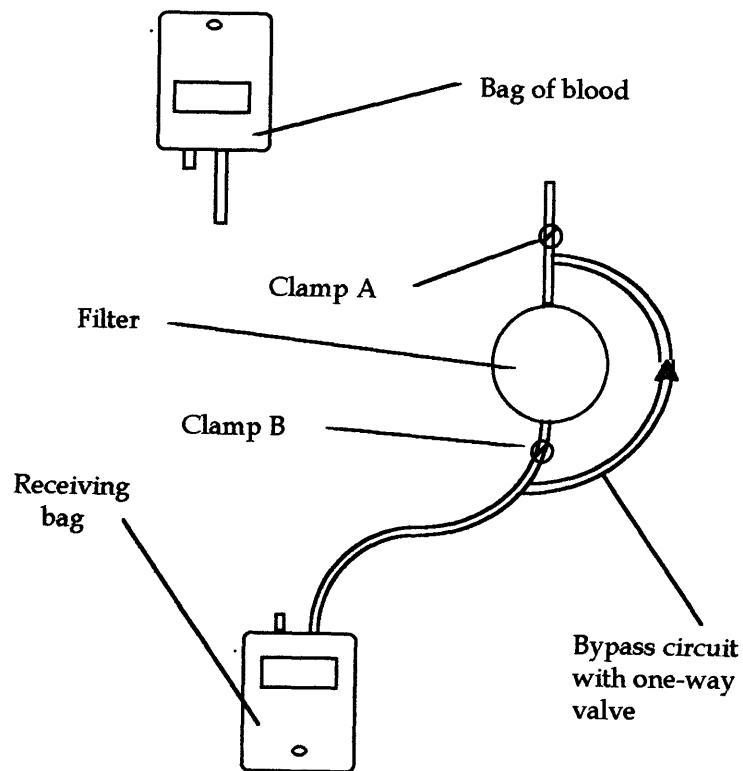 Bag of blood
Clamp A
Filter
Clamp B
Receiving
bag
Bypass circuit
with one-way
valve